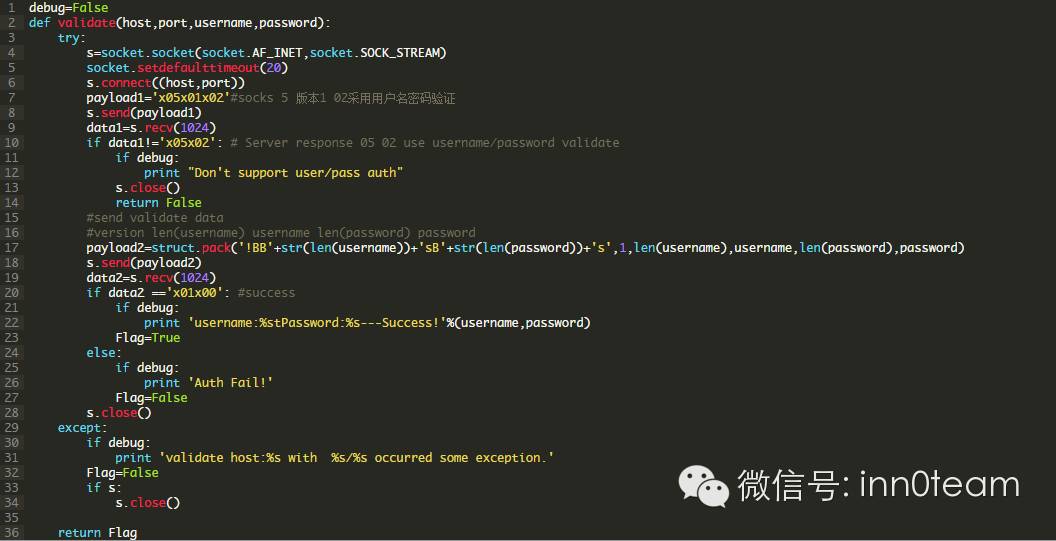 1 debug=False
2 def validate(host,port,username,password):
3     try:
4         s=socket.socket(socket.AF_INET,socket.SOCK_STREAM)
5         socket.setdefaulttimeout(20)
6         s.connect((host,port))
7         payload1='x05x01x02'#socks 5 版本1 02采用用户名密码验证
8         s.send(payload1)
9         data1=s.recv(1024)
10         if data1!='x05x02': # Server response 05 02 use username/password validate
11             if debug:
12                 print "Don't support user/pass auth"
13             s.close()
14             return False
15         #send validate data
16         #version len(username) username len(password) password
17         payload2=struct.pack('!BB'+str(len(username))+'sB'+str(len(password))+'s',1,len(username),username,len(password),password)
18         s.send(payload2)
19         data2=s.recv(1024)
20         if data2 =='x01x00': #success
21             if debug:
22                 print 'username:%stPassword:%s---Success!'%(username,password)
23             Flag=True
24         else:
25             if debug:
26                 print 'Auth Fail!'
27             Flag=False
28         s.close()
29     except:
30         if debug:
31             print 'validate host:%s with  %s/%s occurred some exception.'
32         Flag=False
33         if s:
34             s.close()
35
36     return Flag
微信号: inn0team